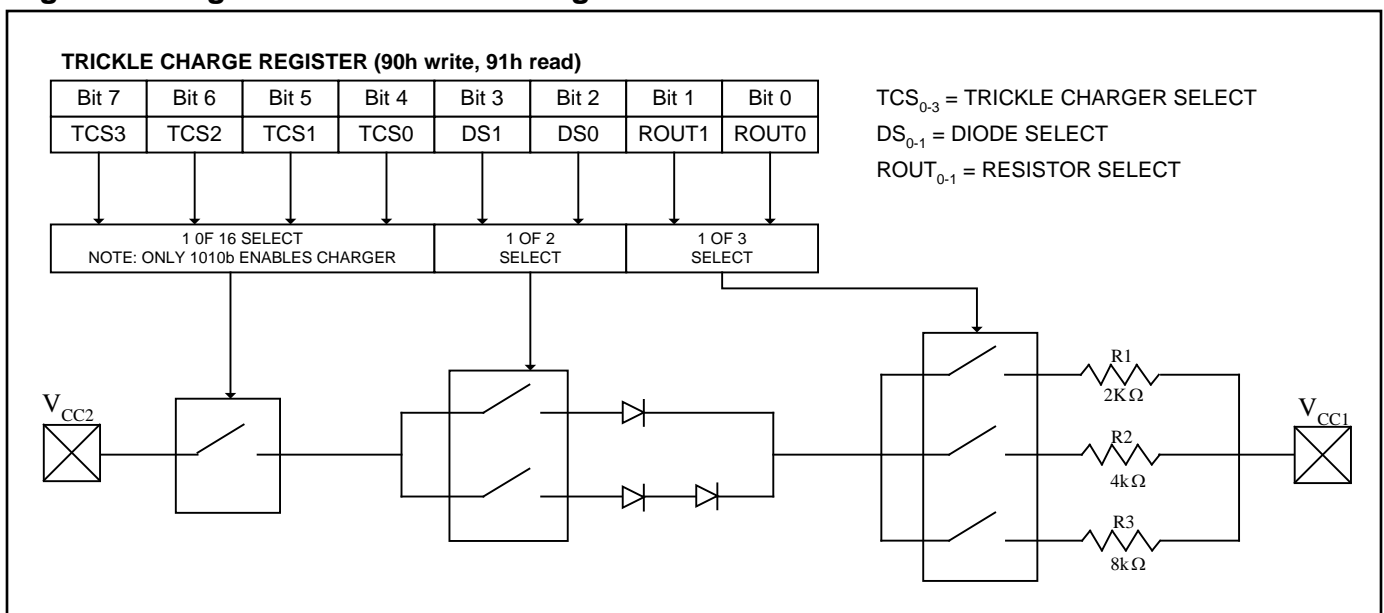 TRICKLE CHARGE REGISTER (90h write, 91h read)
Bit 7 Bit 6 Bit 5 Bit 4 Bit 3 Bit 2 Bit 1 Bit 0
TCS3 TCS2 TCS1 TCS0 DS1 DS0 ROUT1 ROUT0
TCS0-3 = TRICKLE CHARGER SELECT
DS0-1 = DIODE SELECT
ROUT0-1 = RESISTOR SELECT
1 0F 16 SELECT
NOTE: ONLY 1010b ENABLES CHARGER
1 OF 2
SELECT
1 OF 3
SELECT
VCC2
R1
2KΩ
R2
4kΩ
R3
8kΩ
VCC1